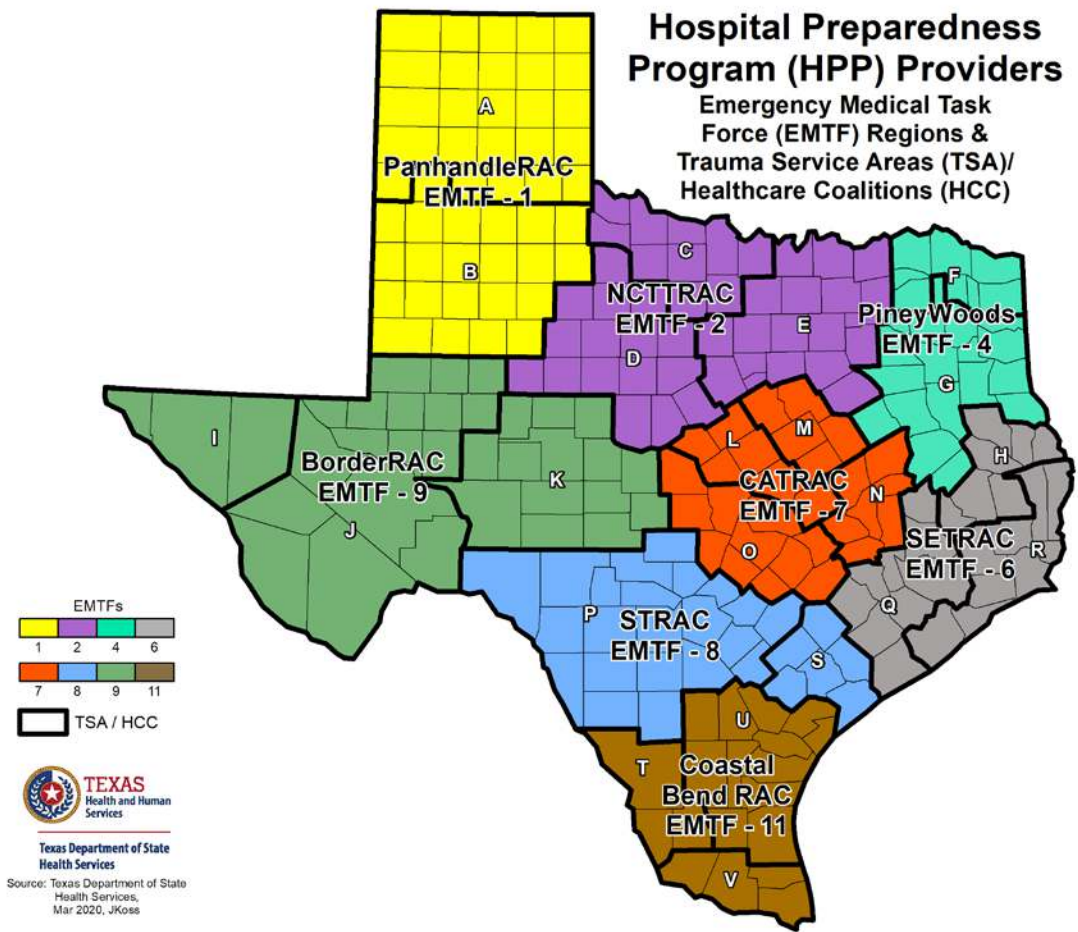 Hospital Preparedness
Program (HPP) Providers
Emergency Medical Task
Force (EMTF) Regions &
Trauma Service Areas (TSA)/
Healthcare Coalitions (HCC)
A
PanhandleRAC
EMTF - 1
B
C
NCTTRAC
EMTF - 2
D
E
F
PineyWoods
EMTF - 4
G
I
BorderRAC
EMTF - 9
J
K
L
M
CATRAC
EMTF - 7
N
O
H
SETRAC
EMTF - 6
R
Q
P
STRAC
EMTF - 8
S
U
T
Coastal
Bend RAC
EMTF - 11
V
EMTFs
1 2 4 6
7 8 9 11
TSA / HCC
TEXAS
Health and Human
Services
Texas Department of State
Health Services
Source: Texas Department of State
Health Services,
Mar 2020, JKoss